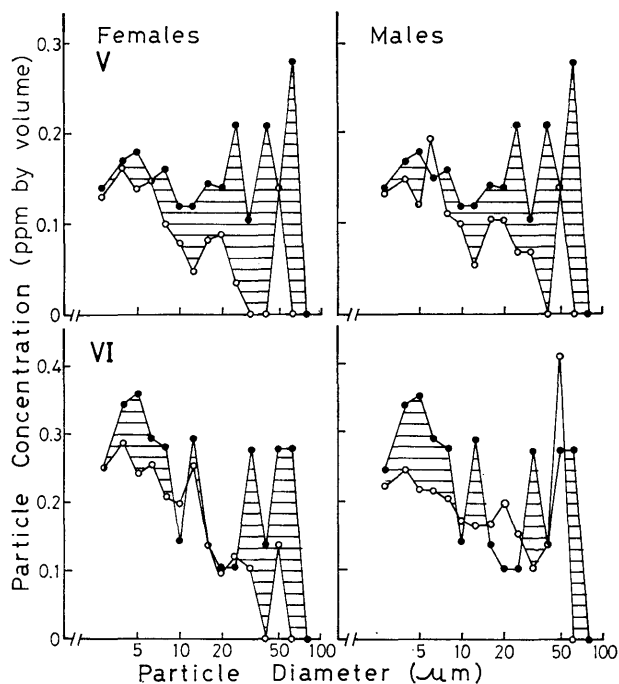 Females
Males
V
0.3
0.2
0.1
0
VI
0.4
0.3
0.2
0.1
0
5 10 20 50 100
5 10 20 50 100
Particle Concentration (ppm by volume)
Particle Diameter (μm)